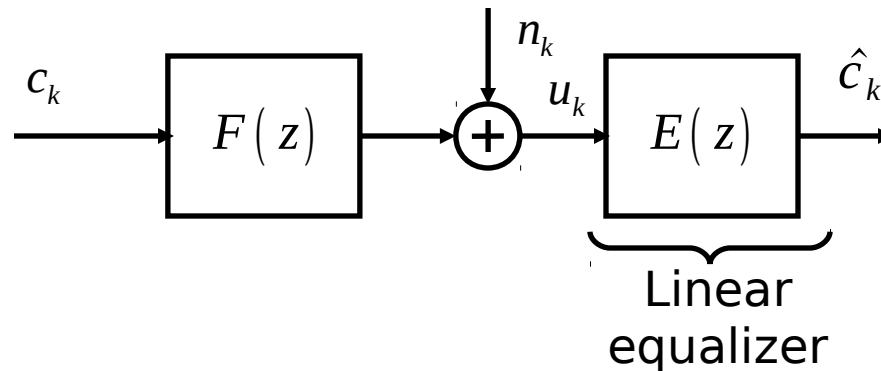 c_k
F(z)
n_k
u_k
E(z)
ĉ_k
Linear
equalizer